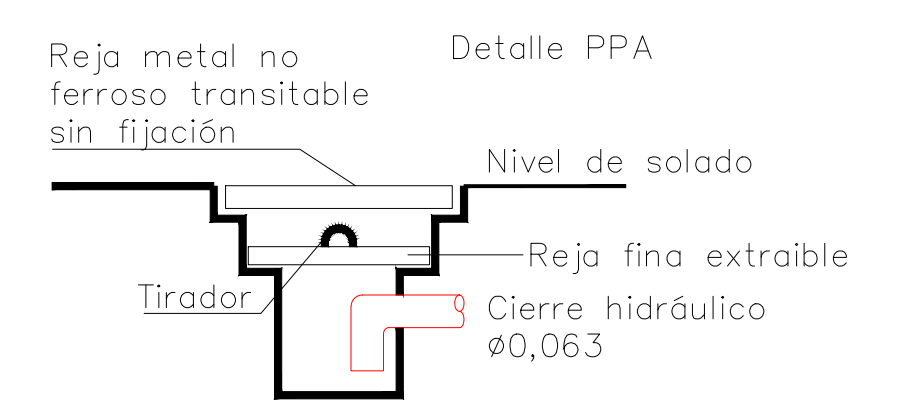 Detalle PPA
Reja metal no
ferroso transitable
sin fijación
Nivel de solado
Reja fina extraible
Tirador
Cierre hidráulico
ø0,063